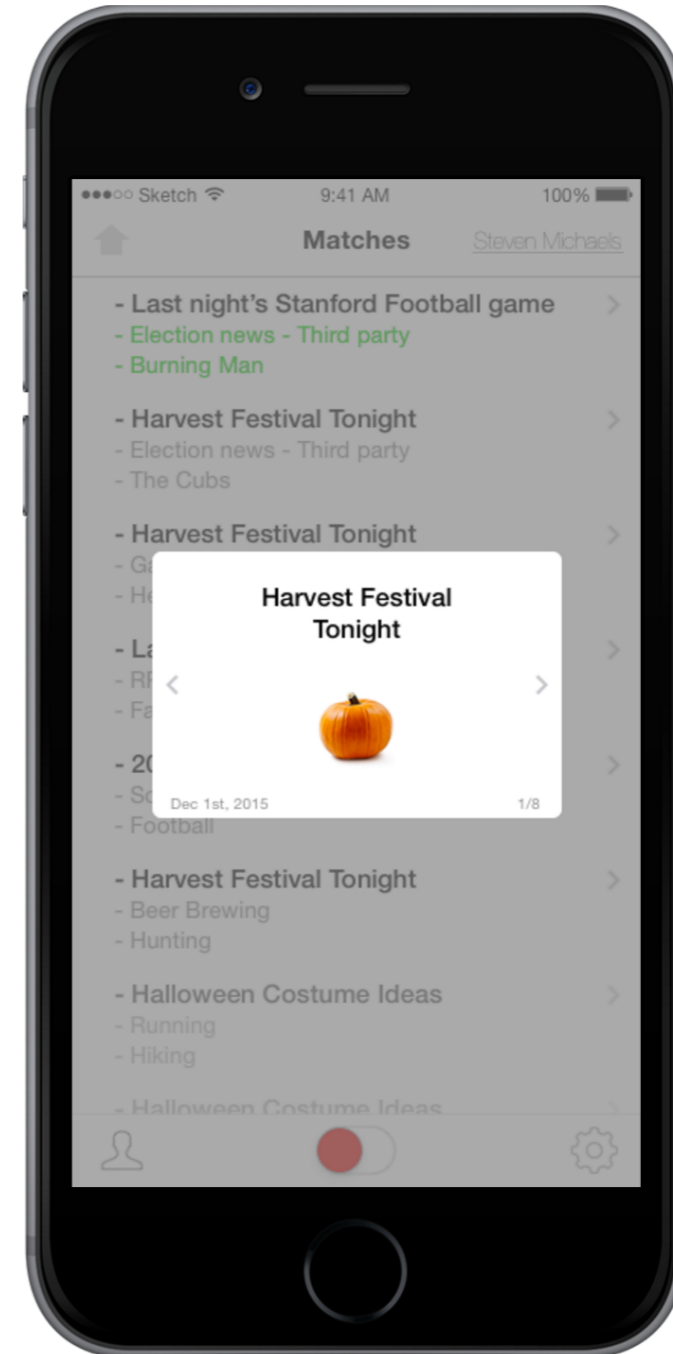 Sketch 9:41 AM 100%
Matches Steven Michaels
- Last night's Stanford Football game
- Election news - Third party
- Burning Man
- Harvest Festival Tonight
- Election news - Third party
- The Cubs
- Harvest Festival Tonight
Harvest Festival
Tonight
Dec 1st, 2015 1/8
- Football
- Harvest Festival Tonight
- Beer Brewing
- Hunting
- Halloween Costume Ideas
- Running
- Hiking
- Halloween Costume Ideas